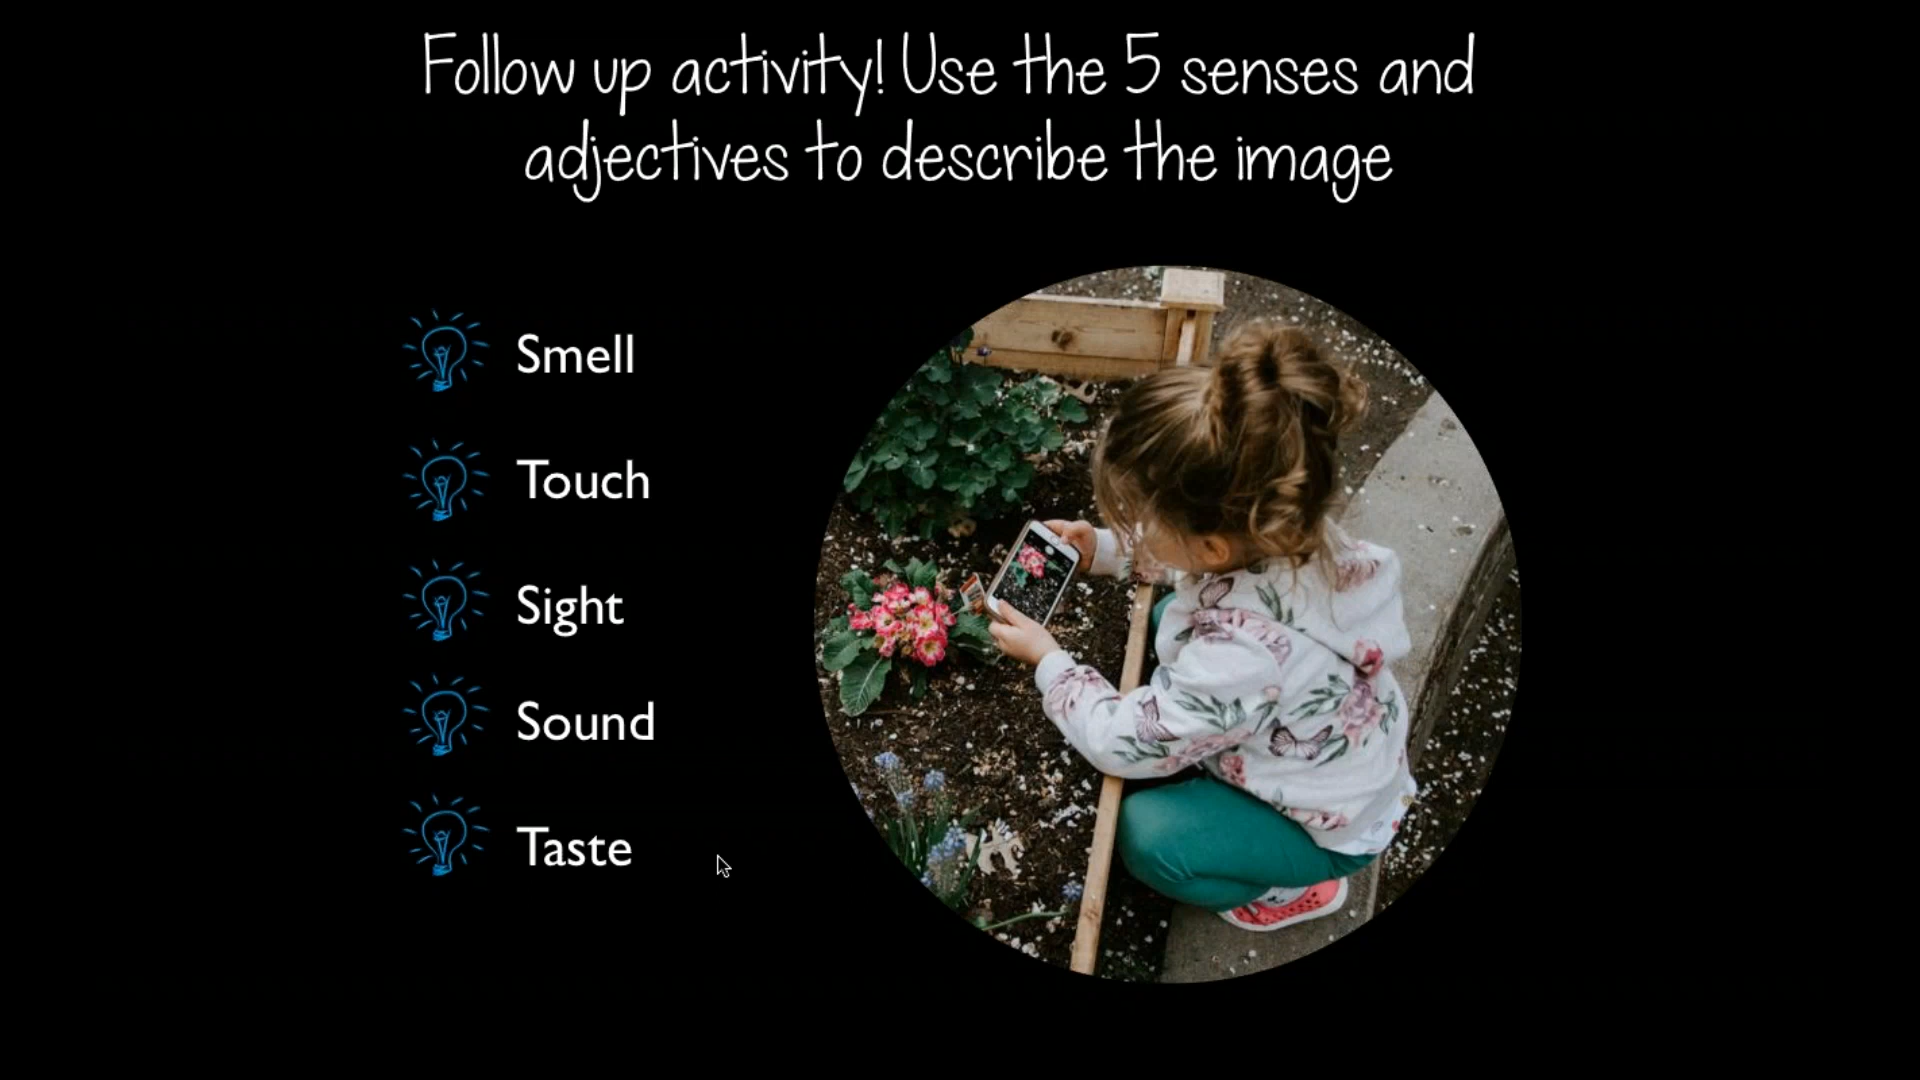 Follow up activity! Use the 5 senses and
adjectives to describe the image
Smell
Touch
Sight
Sound
Taste